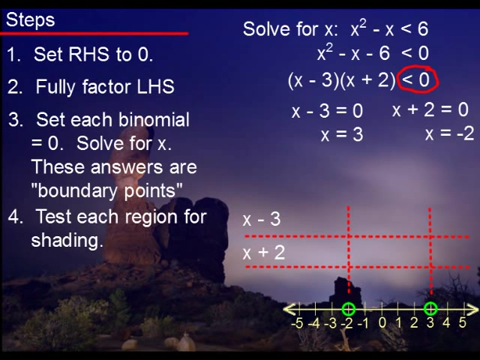 Steps
1. Set RHS to 0.
2. Fully factor LHS
3. Set each binomial
= 0. Solve for x.
These answers are
"boundary points"
4. Test each region for
shading.
Solve for x: x² - x < 6
x² - x - 6 < 0
(x - 3)(x + 2) < 0
x - 3 = 0 x + 2 = 0
x = 3 x = -2
x - 3
x + 2
-5 -4 -3 -2 -1 0 1 2 3 4 5